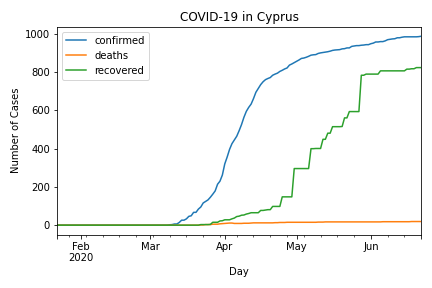 COVID-19 in Cyprus
confirmed
deaths
recovered
Number of Cases
1000
800
600
400
200
0
Feb
2020
Mar
Apr
May
Jun
Day